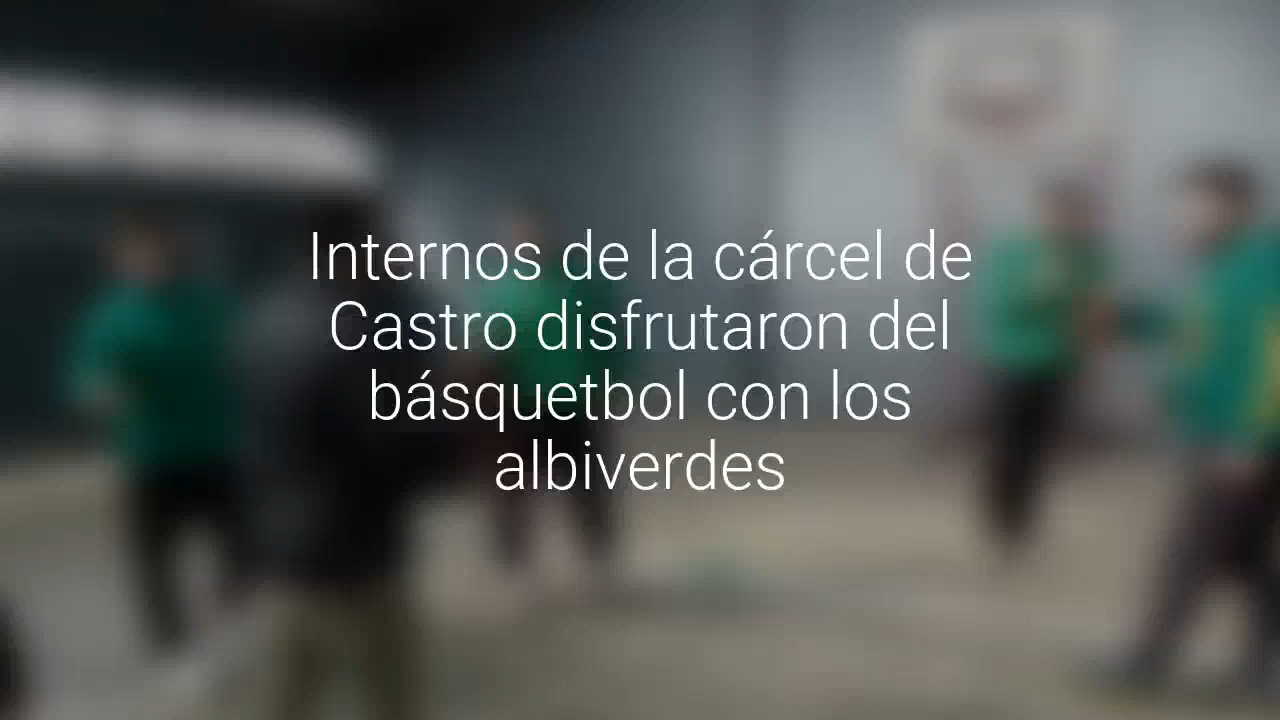 Internos de la cárcel de
Castro disfrutaron del
básquetbol con los
albiverdes